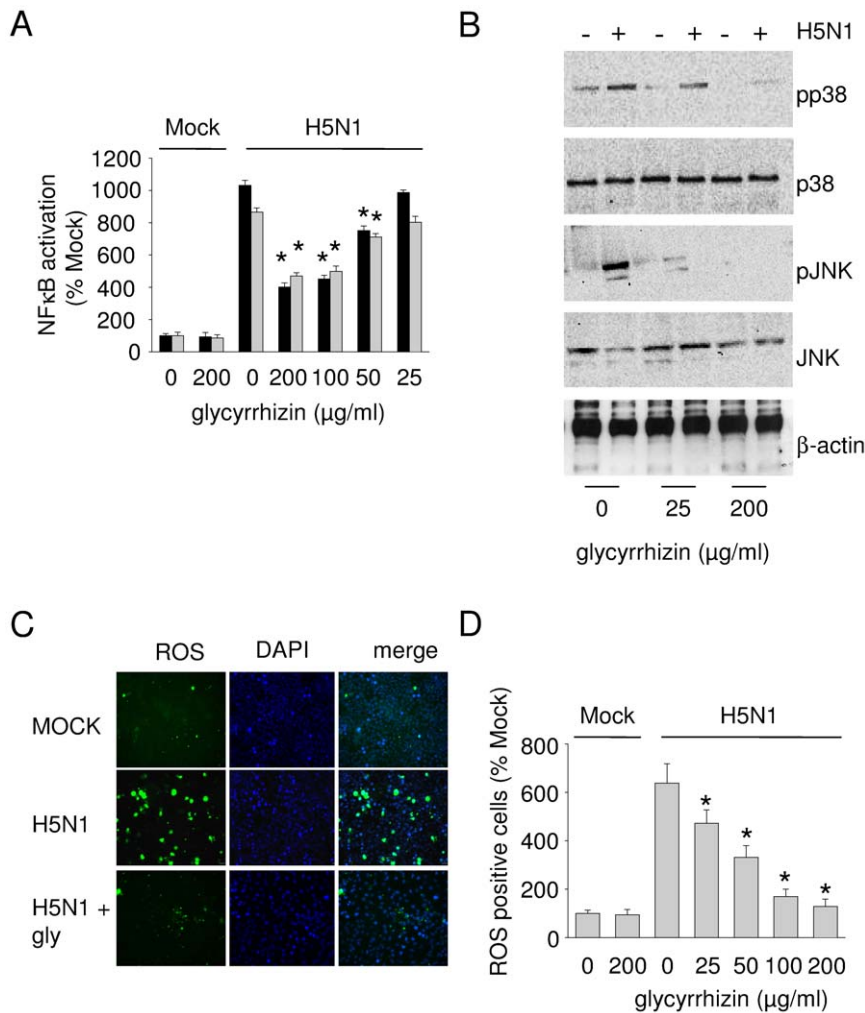 A
Mock H5N1
NFκB activation
(% Mock)
1200
1000
800
600
400
200
0
* * * * * *
0 200 0 200 100 50 25
glycyrrhizin (μg/ml)
B
- + - + - + H5N1
pp38
p38
pJNK
JNK
β-actin
0 25 200
glycyrrhizin (μg/ml)
C
ROS DAPI merge
MOCK
H5N1
H5N1 +
gly
D
Mock H5N1
ROS positive cells (% Mock)
800
600
400
200
0
* * * *
0 200 0 25 50 100 200
glycyrrhizin (μg/ml)